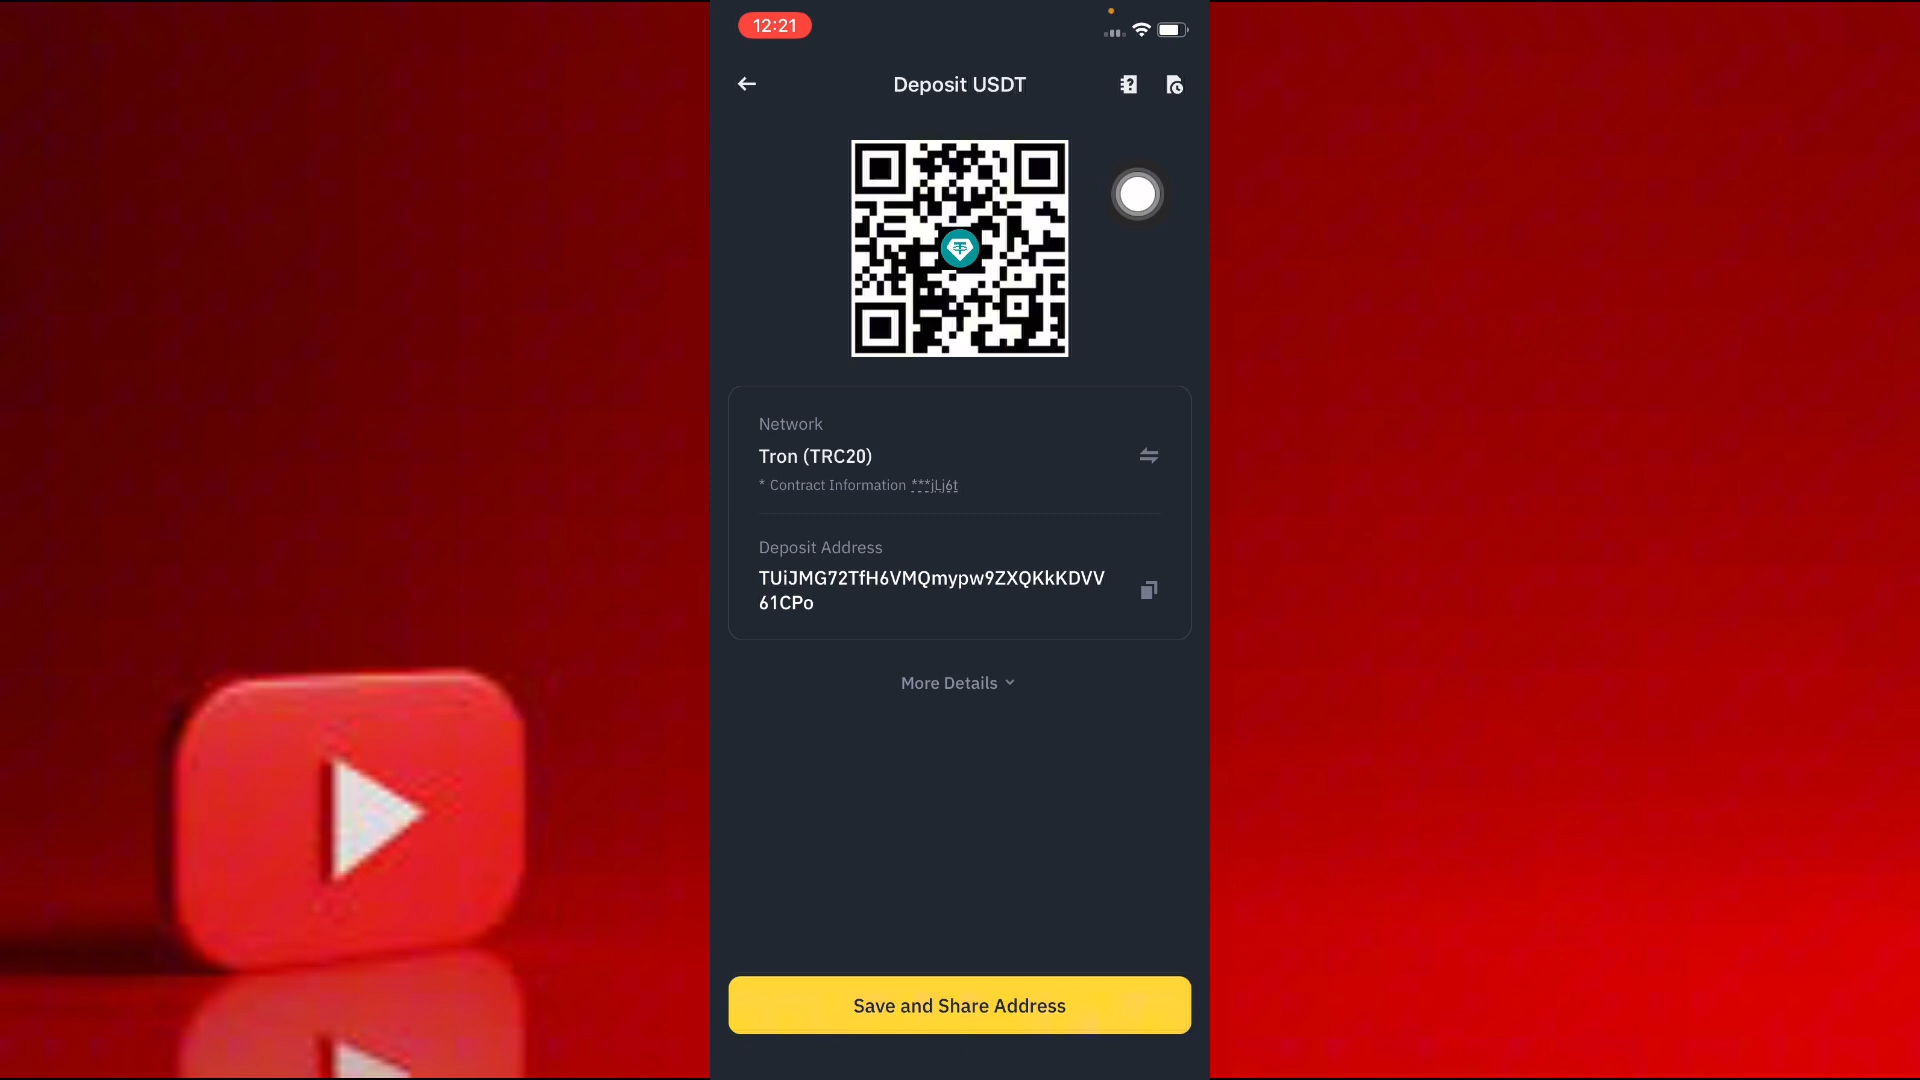 12:21
Deposit USDT
Network
Tron (TRC20)
* Contract Information ***jLj6t
Deposit Address
TUiJMG72TfH6VMQmypw9ZXQKkKDVV
61CPo
More Details
Save and Share Address